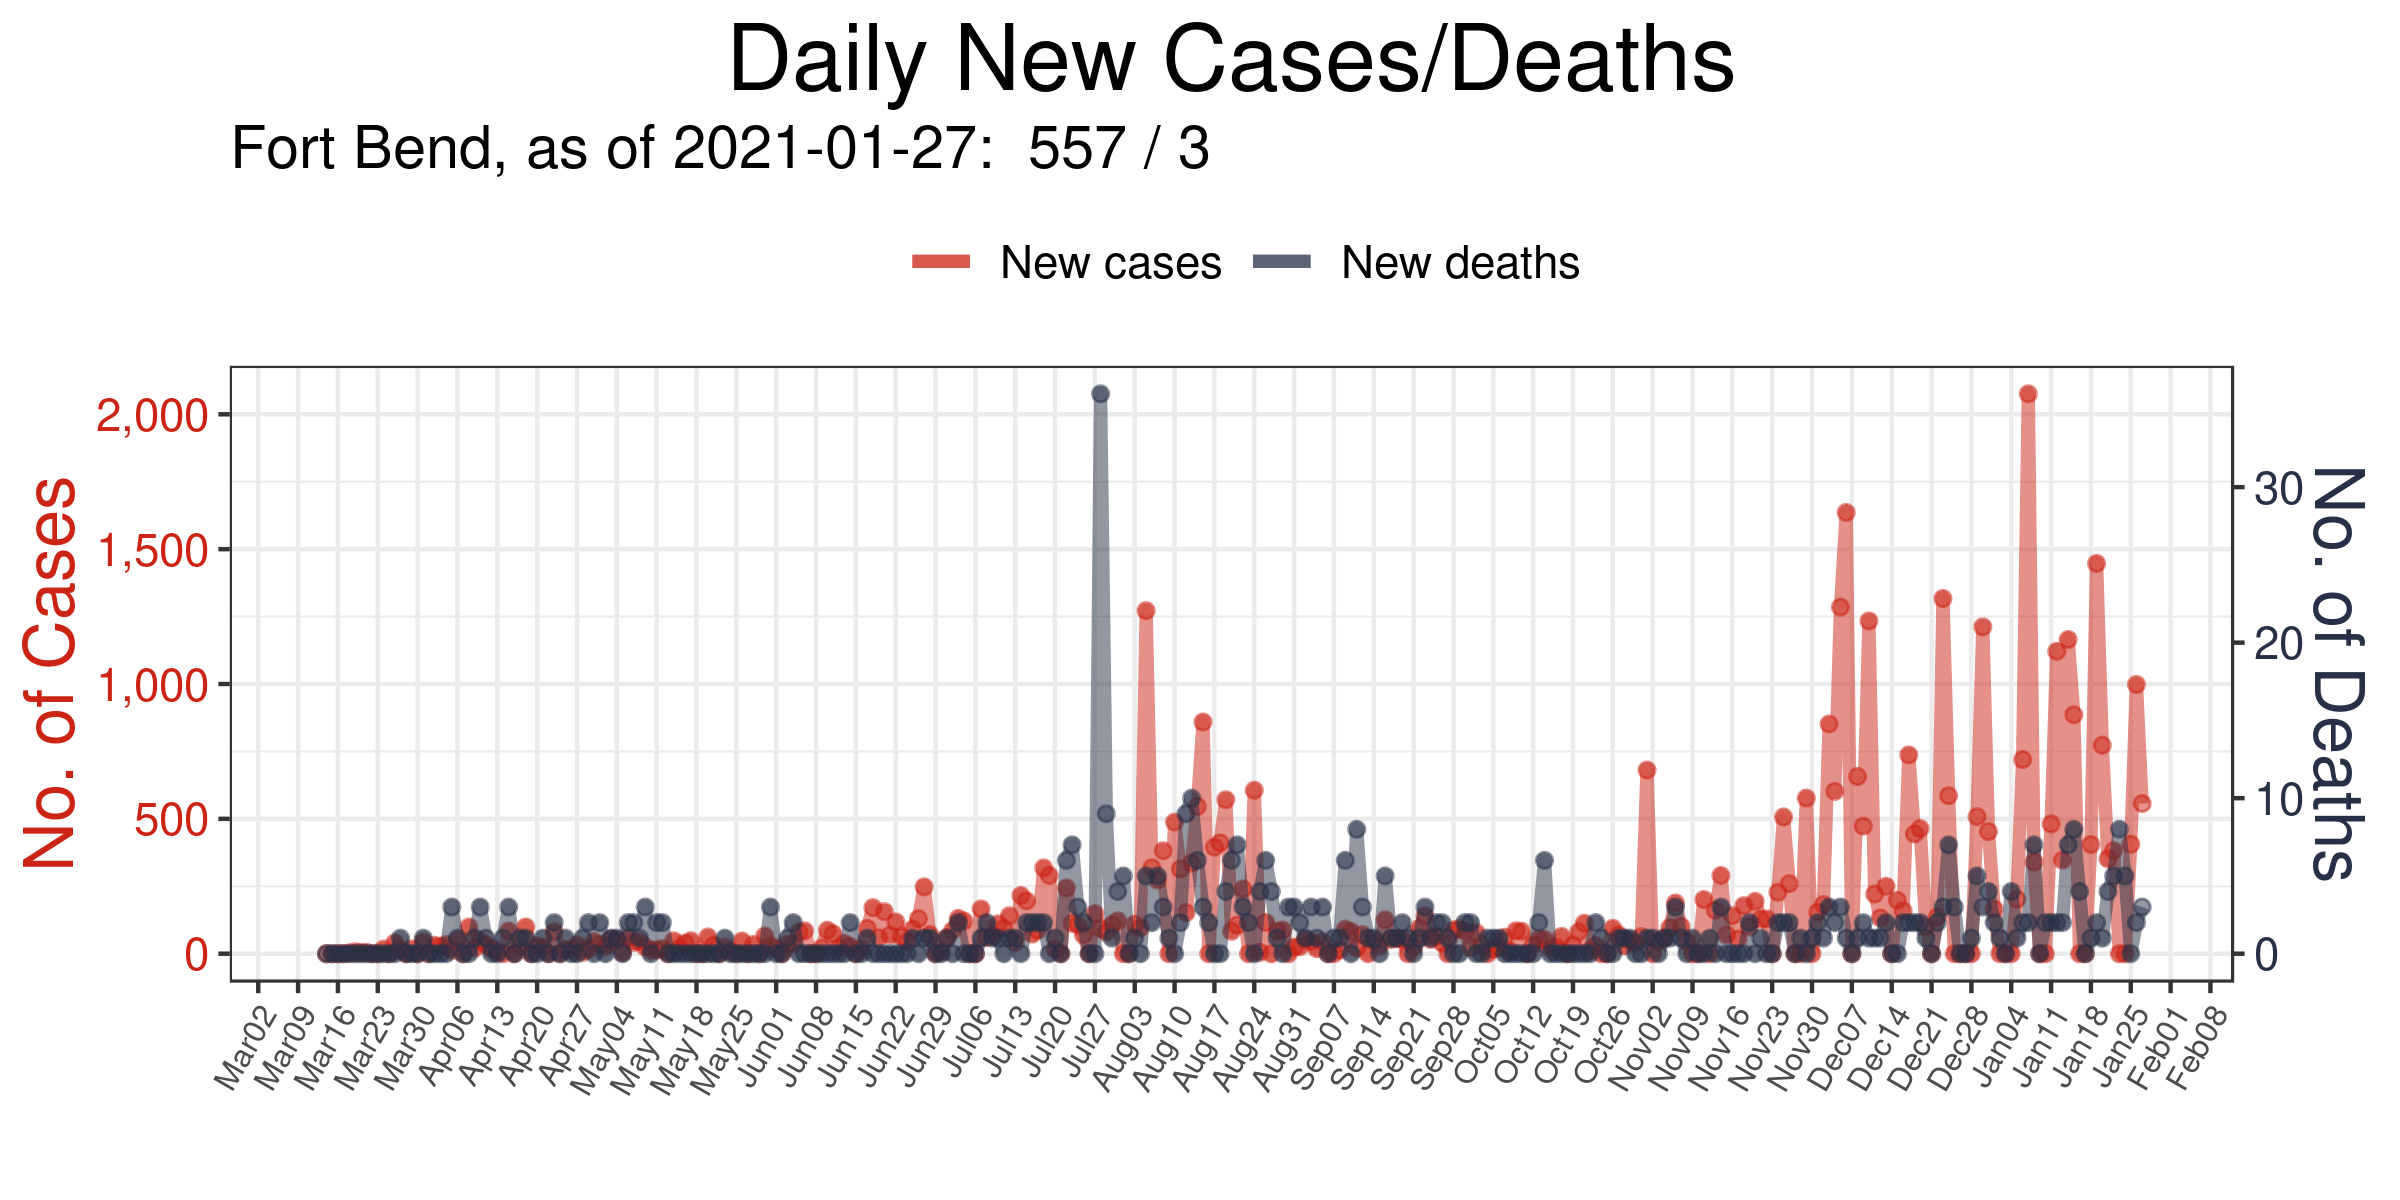 Daily New Cases/Deaths
Fort Bend, as of 2021-01-27:  557 / 3
New cases New deaths
No. of Cases
2,000
1,500
1,000
500
0
30
20
10
0
No. of Deaths
Mar02 Mar09 Mar16 Mar23 Mar30 Apr06 Apr13 Apr20 Apr27 May04 May11 May18 May25 Jun01 Jun08 Jun15 Jun22 Jun29 Jul06 Jul13 Jul20 Jul27 Aug03 Aug10 Aug17 Aug24 Aug31 Sep07 Sep14 Sep21 Sep28 Oct05 Oct12 Oct19 Oct26 Nov02 Nov09 Nov16 Nov23 Nov30 Dec07 Dec14 Dec21 Dec28 Jan04 Jan11 Jan18 Jan25 Feb01 Feb08